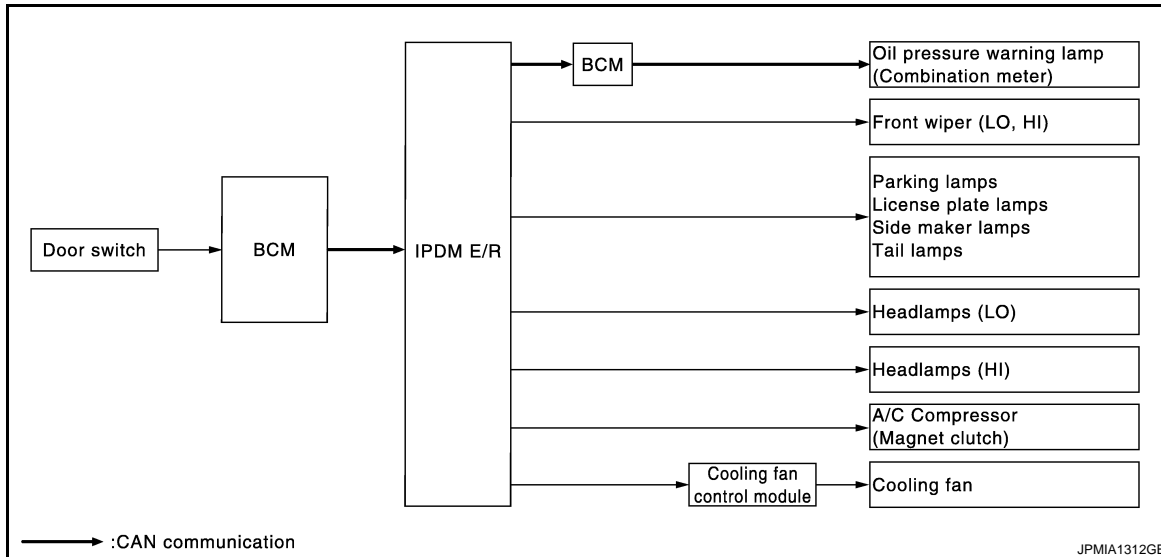 Door switch
BCM
IPDM E/R
BCM
Oil pressure warning lamp
(Combination meter)
Front wiper (LO, HI)
Parking lamps
License plate lamps
Side maker lamps
Tail lamps
Headlamps (LO)
Headlamps (HI)
A/C Compressor
(Magnet clutch)
Cooling fan
control module
Cooling fan
:CAN communication